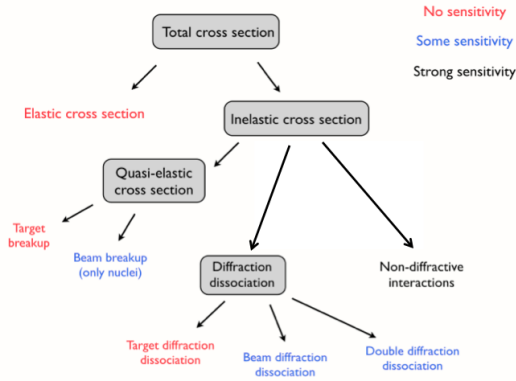 Total cross section
No sensitivity
Some sensitivity
Strong sensitivity
Elastic cross section
Inelastic cross section
Quasi-elastic
cross section
Target
breakup
Beam breakup
(only nuclei)
Diffraction
dissociation
Non-diffractive
interactions
Target diffraction
dissociation
Beam diffraction
dissociation
Double diffraction
dissociation